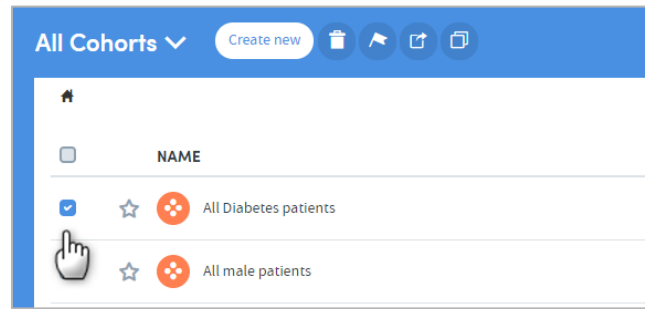 All Cohorts
Create new
NAME
All Diabetes patients
All male patients